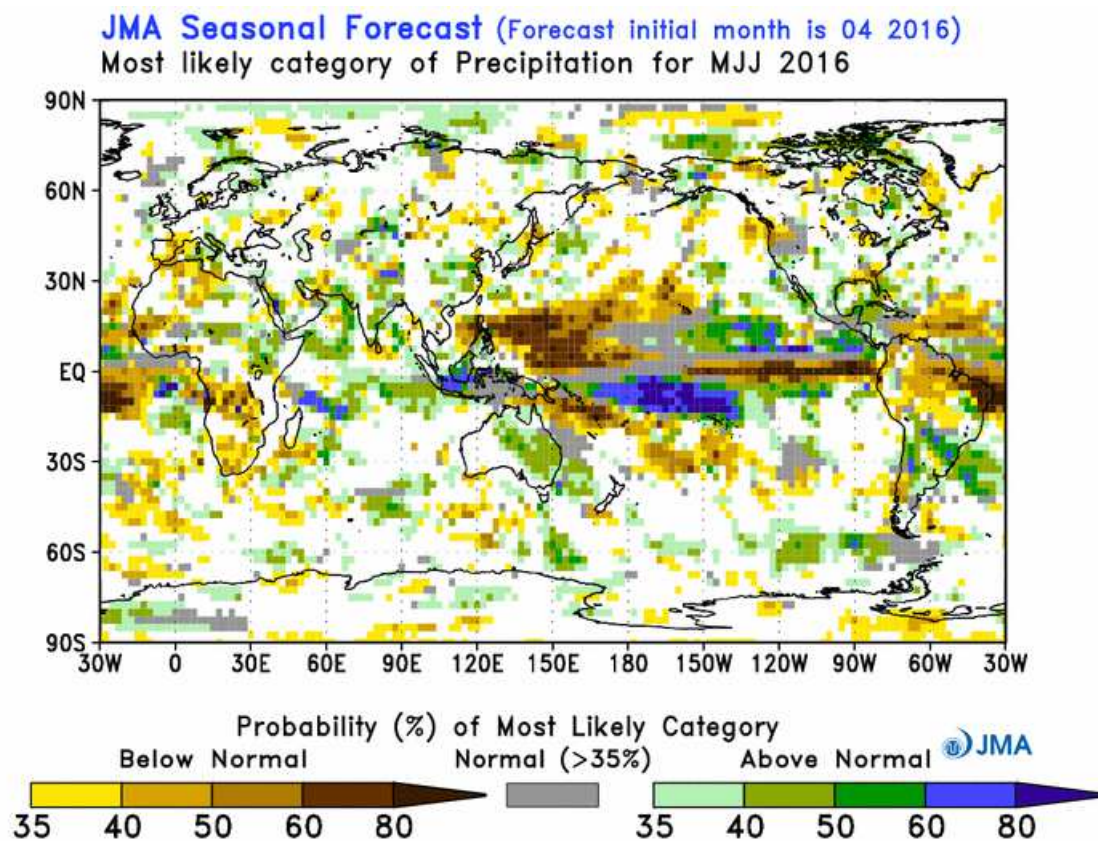 JMA Seasonal Forecast (Forecast initial month is 04 2016)
Most likely category of Precipitation for MJJ 2016
90N
60N
30N
EQ
30S
60S
90S
30W 0 30E 60E 90E 120E 150E 180 150W 120W 90W 60W 30W
Probability (%) of Most Likely Category
Below Normal Normal (>35%) Above Normal JMA
35 40 50 60 80 35 40 50 60 80